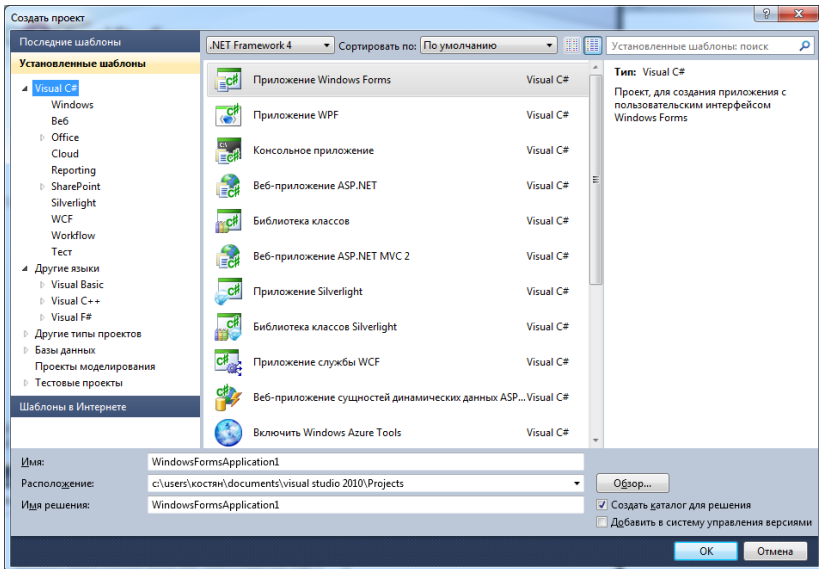 Создать проект
Последние шаблоны
Установленные шаблоны
Visual C#
Windows
Веб
Office
Cloud
Reporting
SharePoint
Silverlight
WCF
Workflow
Тест
Другие языки
Visual Basic
Visual C++
Visual F#
Другие типы проектов
Базы данных
Проекты моделирования
Тестовые проекты
Шаблоны в Интернете
.NET Framework 4 Сортировать по: По умолчанию
Приложение Windows Forms Visual C#
Приложение WPF Visual C#
Консольное приложение Visual C#
Веб-приложение ASP.NET Visual C#
Библиотека классов Visual C#
Веб-приложение ASP.NET MVC 2 Visual C#
Приложение Silverlight Visual C#
Библиотека классов Silverlight Visual C#
Приложение службы WCF Visual C#
Веб-приложение сущностей динамических данных ASP... Visual C#
Включить Windows Azure Tools Visual C#
Установленные шаблоны: поиск
Тип: Visual C#
Проект, для создания приложения с
пользовательским интерфейсом
Windows Forms
Имя: WindowsFormsApplication1
Расположение: c:\users\костян\documents\visual studio 2010\Projects Обзор...
Имя решения: WindowsFormsApplication1
Создать каталог для решения
Добавить в систему управления версиями
OK Отмена